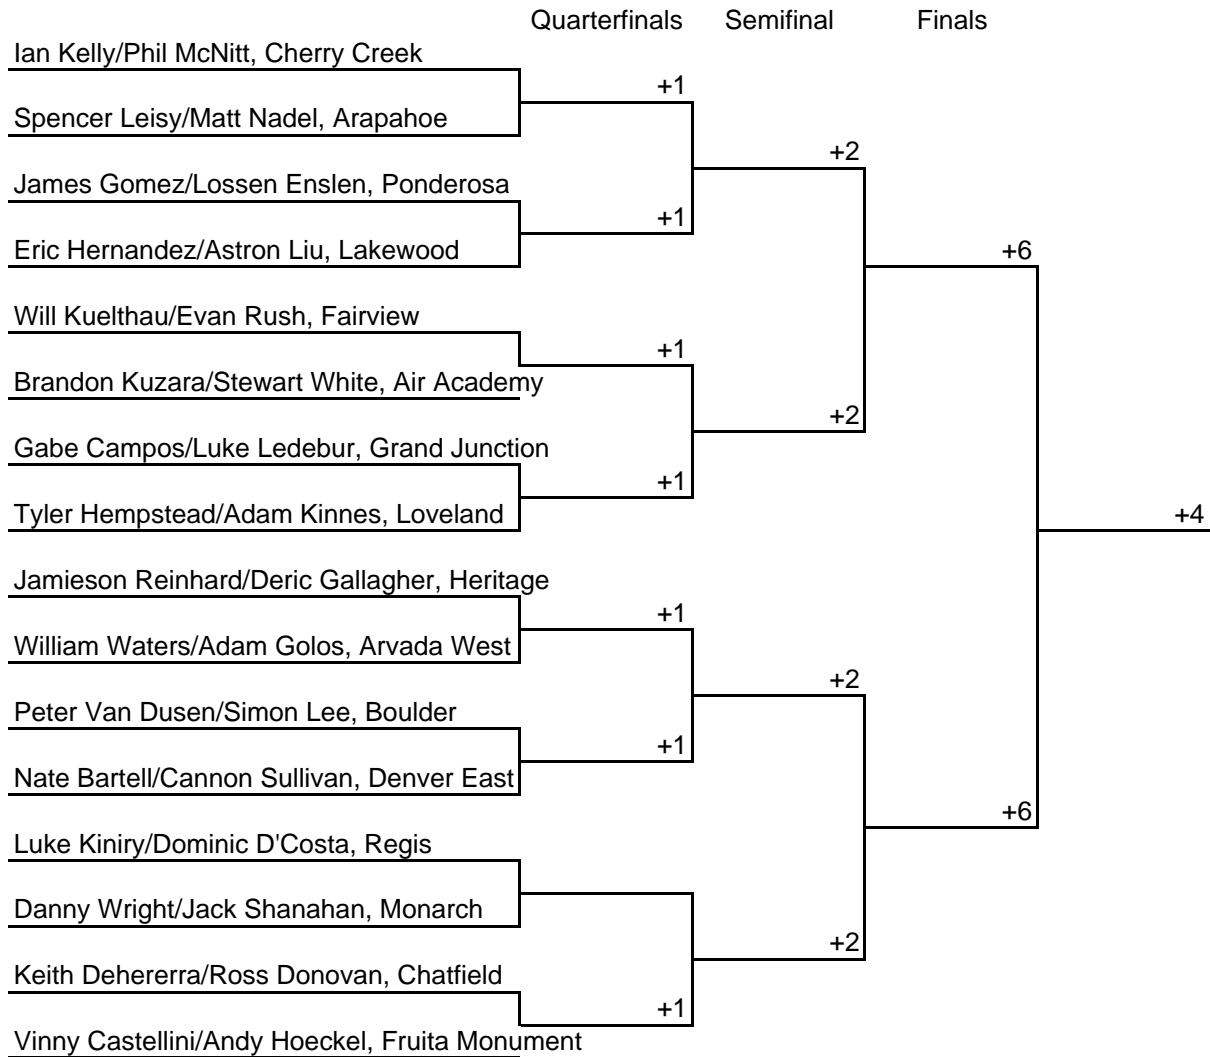 Quarterfinals Semifinal Finals
Ian Kelly/Phil McNitt, Cherry Creek
+1
Spencer Leisy/Matt Nadel, Arapahoe
+2
James Gomez/Lossen Enslen, Ponderosa
+1
Eric Hernandez/Astron Liu, Lakewood
+6
Will Kuelthau/Evan Rush, Fairview
+1
Brandon Kuzara/Stewart White, Air Academy
+2
Gabe Campos/Luke Ledebur, Grand Junction
+1
Tyler Hempstead/Adam Kinnes, Loveland
+4
Jamieson Reinhard/Deric Gallagher, Heritage
+1
William Waters/Adam Golos, Arvada West
+2
Peter Van Dusen/Simon Lee, Boulder
+1
Nate Bartell/Cannon Sullivan, Denver East
+6
Luke Kiniry/Dominic D'Costa, Regis
Danny Wright/Jack Shanahan, Monarch
+2
Keith Dehererra/Ross Donovan, Chatfield
+1
Vinny Castellini/Andy Hoeckel, Fruita Monument